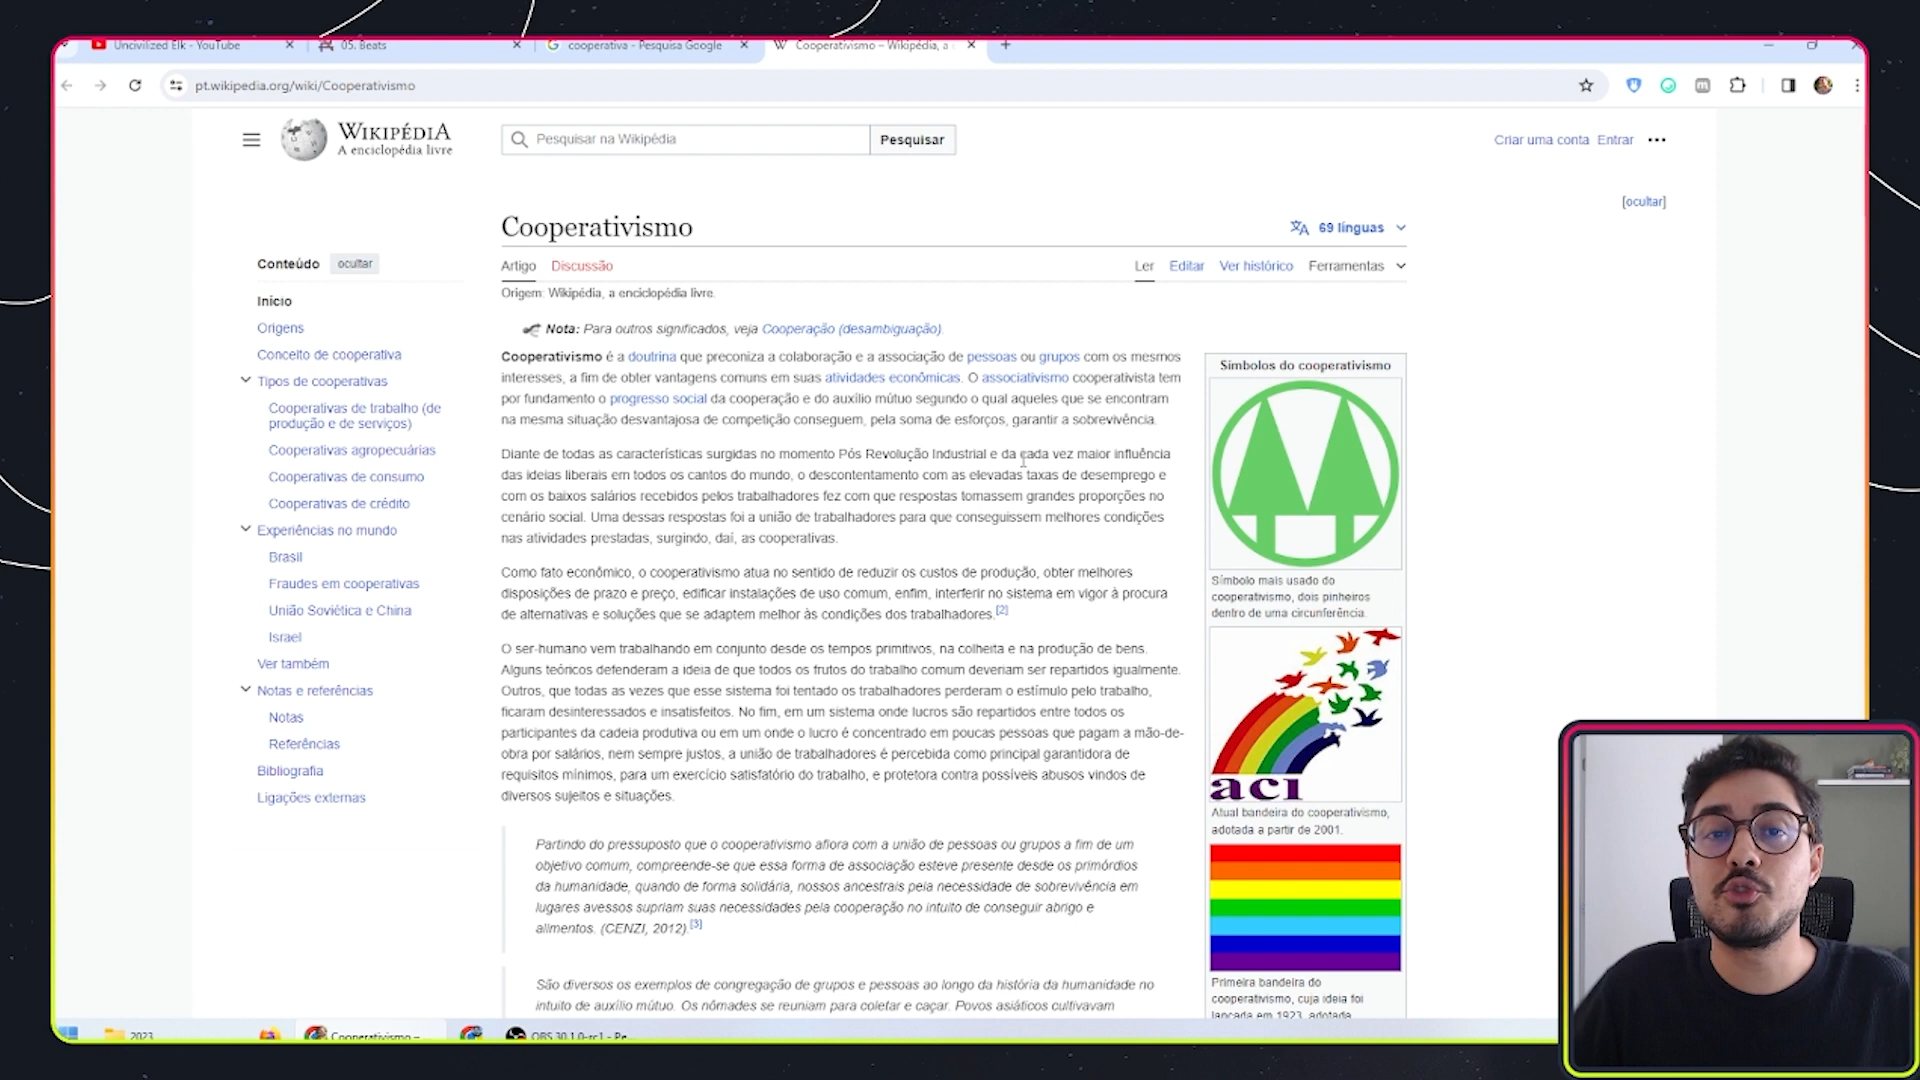 Uncivilized Elk - YouTube
05. Beats
cooperativa - Pesquisa Google
Cooperativismo – Wikipédia, a
pt.wikipedia.org/wiki/Cooperativismo
WIKIPÉDIA
A enciclopédia livre
Pesquisar na Wikipédia
Pesquisar
Criar uma conta
Entrar
[ocultar]
Cooperativismo
69 línguas
Artigo
Discussão
Ler
Editar
Ver histórico
Ferramentas
Origem: Wikipédia, a enciclopédia livre.
Conteúdo
ocultar
Início
Origens
Conceito de cooperativa
Tipos de cooperativas
Cooperativas de trabalho (de
produção e de serviços)
Cooperativas agropecuárias
Cooperativas de consumo
Cooperativas de crédito
Experiências no mundo
Brasil
Fraudes em cooperativas
União Soviética e China
Israel
Ver também
Notas e referências
Notas
Referências
Bibliografia
Ligações externas
Nota: Para outros significados, veja Cooperação (desambiguação).
Cooperativismo é a doutrina que preconiza a colaboração e a associação de pessoas ou grupos com os mesmos
interesses, a fim de obter vantagens comuns em suas atividades econômicas. O associativismo cooperativista tem
por fundamento o progresso social da cooperação e do auxílio mútuo segundo o qual aqueles que se encontram
na mesma situação desvantajosa de competição conseguem, pela soma de esforços, garantir a sobrevivência.
Diante de todas as características surgidas no momento Pós Revolução Industrial e da cada vez maior influência
das ideias liberais em todos os cantos do mundo, o descontentamento com as elevadas taxas de desemprego e
com os baixos salários recebidos pelos trabalhadores fez com que respostas tomassem grandes proporções no
cenário social. Uma dessas respostas foi a união de trabalhadores para que conseguissem melhores condições
nas atividades prestadas, surgindo, daí, as cooperativas.
Como fato econômico, o cooperativismo atua no sentido de reduzir os custos de produção, obter melhores
disposições de prazo e preço, edificar instalações de uso comum, enfim, interferir no sistema em vigor à procura
de alternativas e soluções que se adaptem melhor às condições dos trabalhadores.[2]
O ser-humano vem trabalhando em conjunto desde os tempos primitivos, na colheita e na produção de bens.
Alguns teóricos defenderam a ideia de que todos os frutos do trabalho comum deveriam ser repartidos igualmente.
Outros, que todas as vezes que esse sistema foi tentado os trabalhadores perderam o estímulo pelo trabalho,
ficaram desinteressados e insatisfeitos. No fim, em um sistema onde lucros são repartidos entre todos os
participantes da cadeia produtiva ou em um onde o lucro é concentrado em poucas pessoas que pagam a mão-de-
obra por salários, nem sempre justos, a união de trabalhadores é percebida como principal garantidora de
requisitos mínimos, para um exercício satisfatório do trabalho, e protetora contra possíveis abusos vindos de
diversos sujeitos e situações.
Partindo do pressuposto que o cooperativismo aflora com a união de pessoas ou grupos a fim de um
objetivo comum, compreende-se que essa forma de associação esteve presente desde os primórdios
da humanidade, quando de forma solidária, nossos ancestrais pela necessidade de sobrevivência em
lugares avessos supriam suas necessidades pela cooperação no intuito de conseguir abrigo e
alimentos. (CENZI, 2012).[3]
São diversos os exemplos de congregação de grupos e pessoas ao longo da história da humanidade no
intuito de auxílio mútuo. Os nômades se reuniam para coletar e caçar. Povos asiáticos cultivavam
Símbolos do cooperativismo
Símbolo mais usado do
cooperativismo, dois pinheiros
dentro de uma circunferência.
aci
Atual bandeira do cooperativismo,
adotada a partir de 2001.
Primeira bandeira do
cooperativismo, cuja ideia foi
lançada em 1923, adotada
2023
Cooperativismo –
OBS 30.1.0-rc1 - Pe...